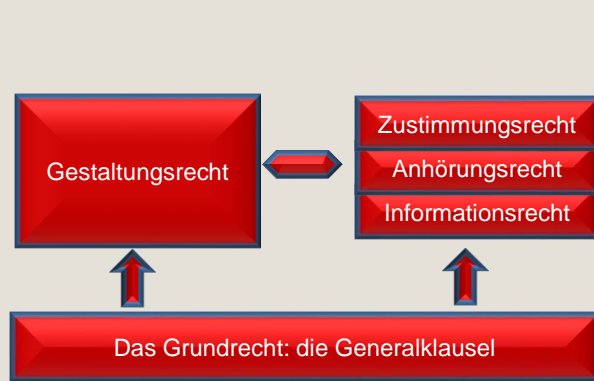 Gestaltungsrecht
Zustimmungsrecht
Anhörungsrecht
Informationsrecht
Das Grundrecht: die Generalklausel